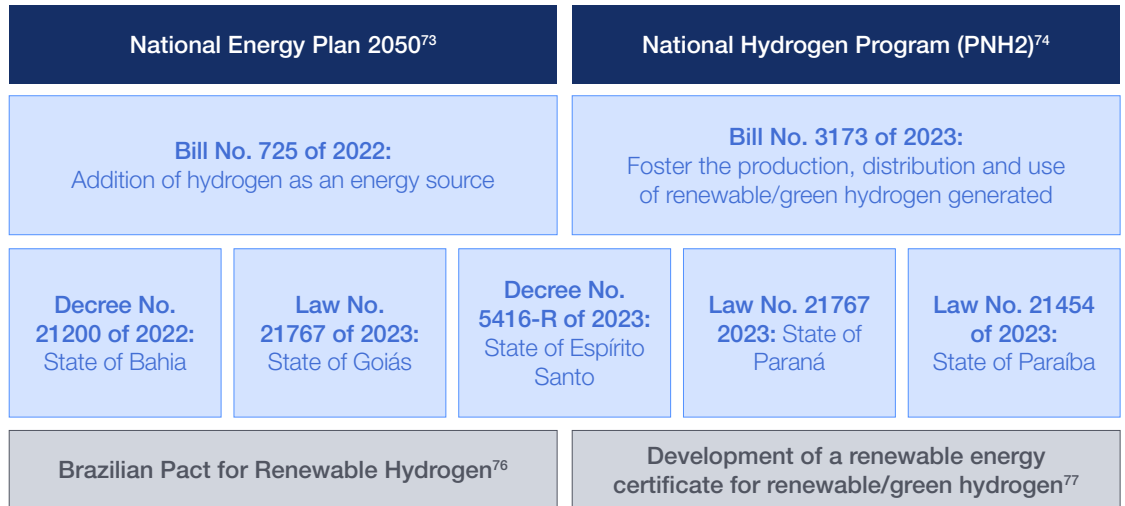 National Energy Plan 2050⁷³
National Hydrogen Program (PNH2)⁷⁴
Bill No. 725 of 2022:
Addition of hydrogen as an energy source
Bill No. 3173 of 2023:
Foster the production, distribution and use
of renewable/green hydrogen generated
Decree No.
21200 of 2022:
State of Bahia
Law No.
21767 of 2023:
State of Goiás
Decree No.
5416-R of 2023:
State of Espírito
Santo
Law No. 21767
2023: State of
Paraná
Law No. 21454
of 2023:
State of Paraíba
Brazilian Pact for Renewable Hydrogen⁷⁶
Development of a renewable energy
certificate for renewable/green hydrogen⁷⁷